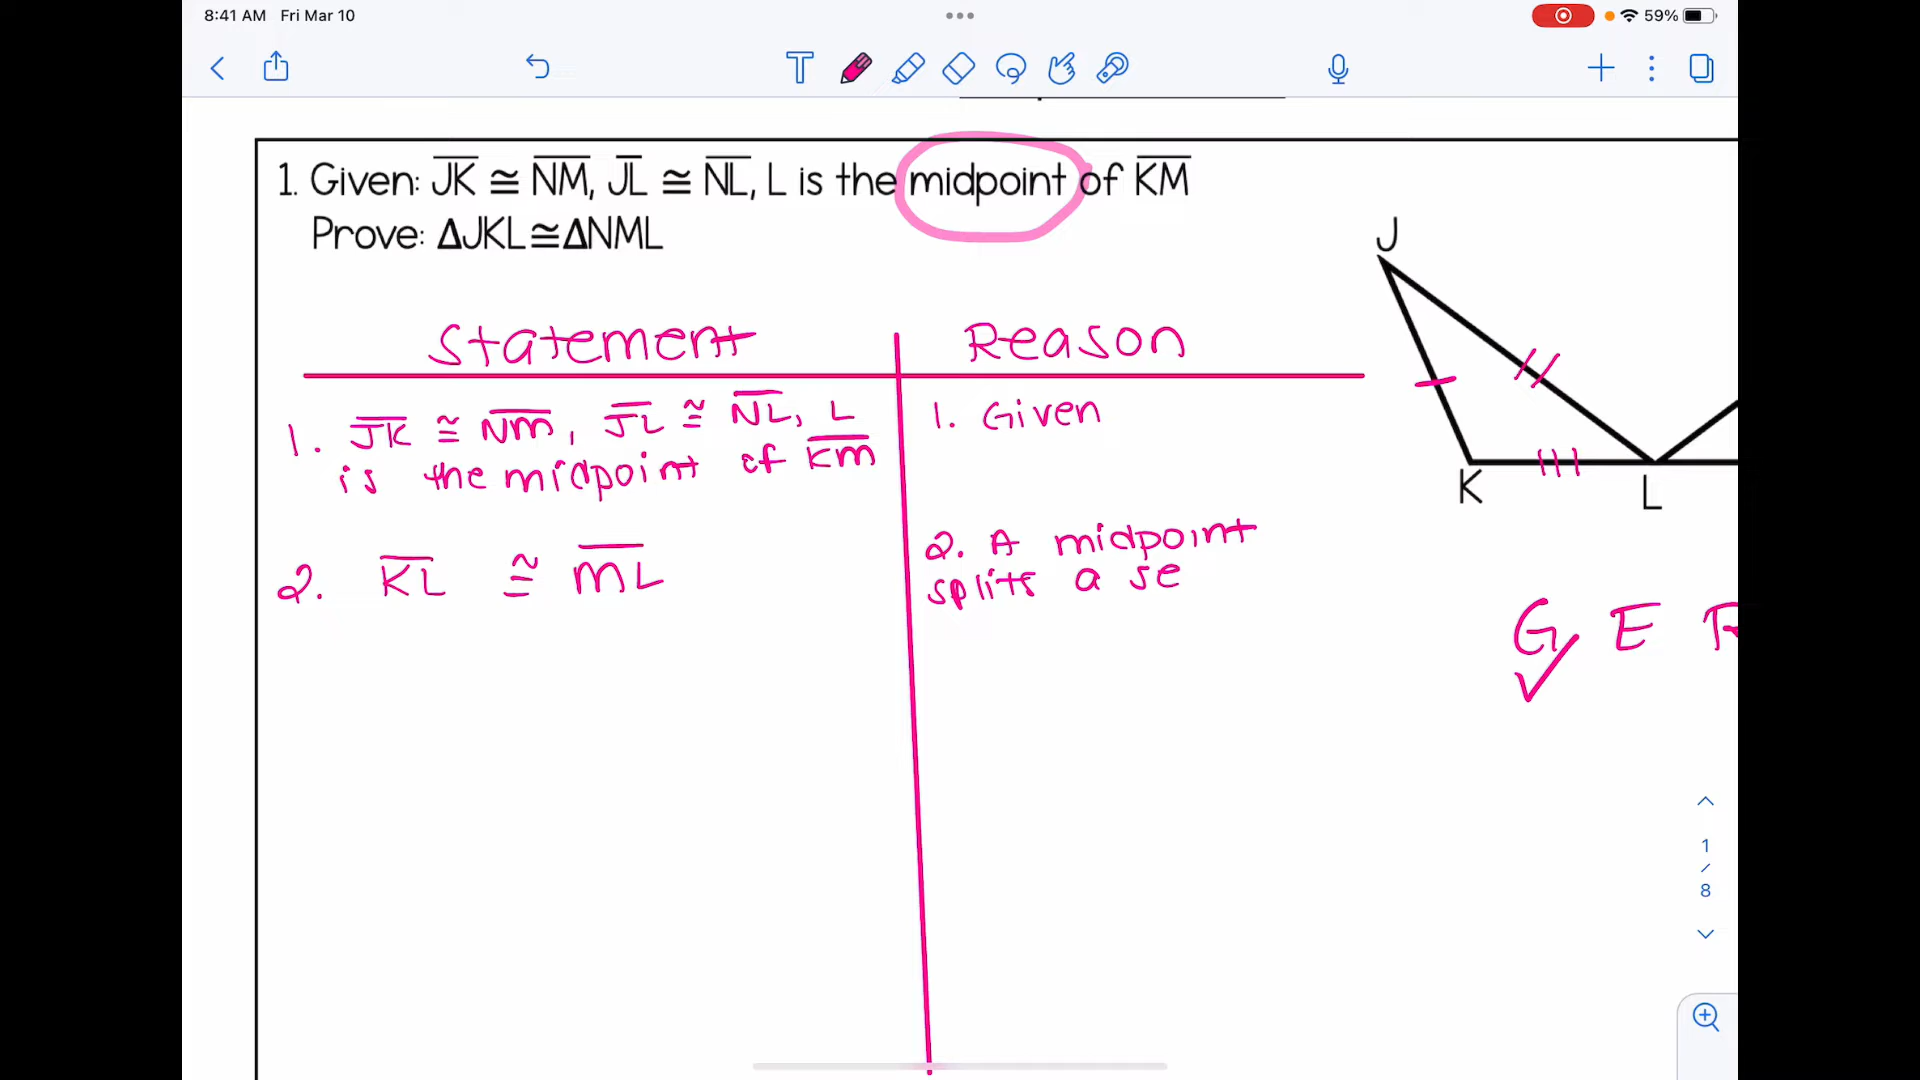 8:41 AM Fri Mar 10
59%
1. Given: JK ≅ NM, JL ≅ NL, L is the midpoint of KM
Prove: ΔJKL≅ΔNML
J
K
L
Statement
Reason
1. JK ≅ NM, JL ≅ NL, L
is the midpoint of KM
1. Given
2. KL ≅ ML
2. A midpoint
splits a se
G E
1
/
8